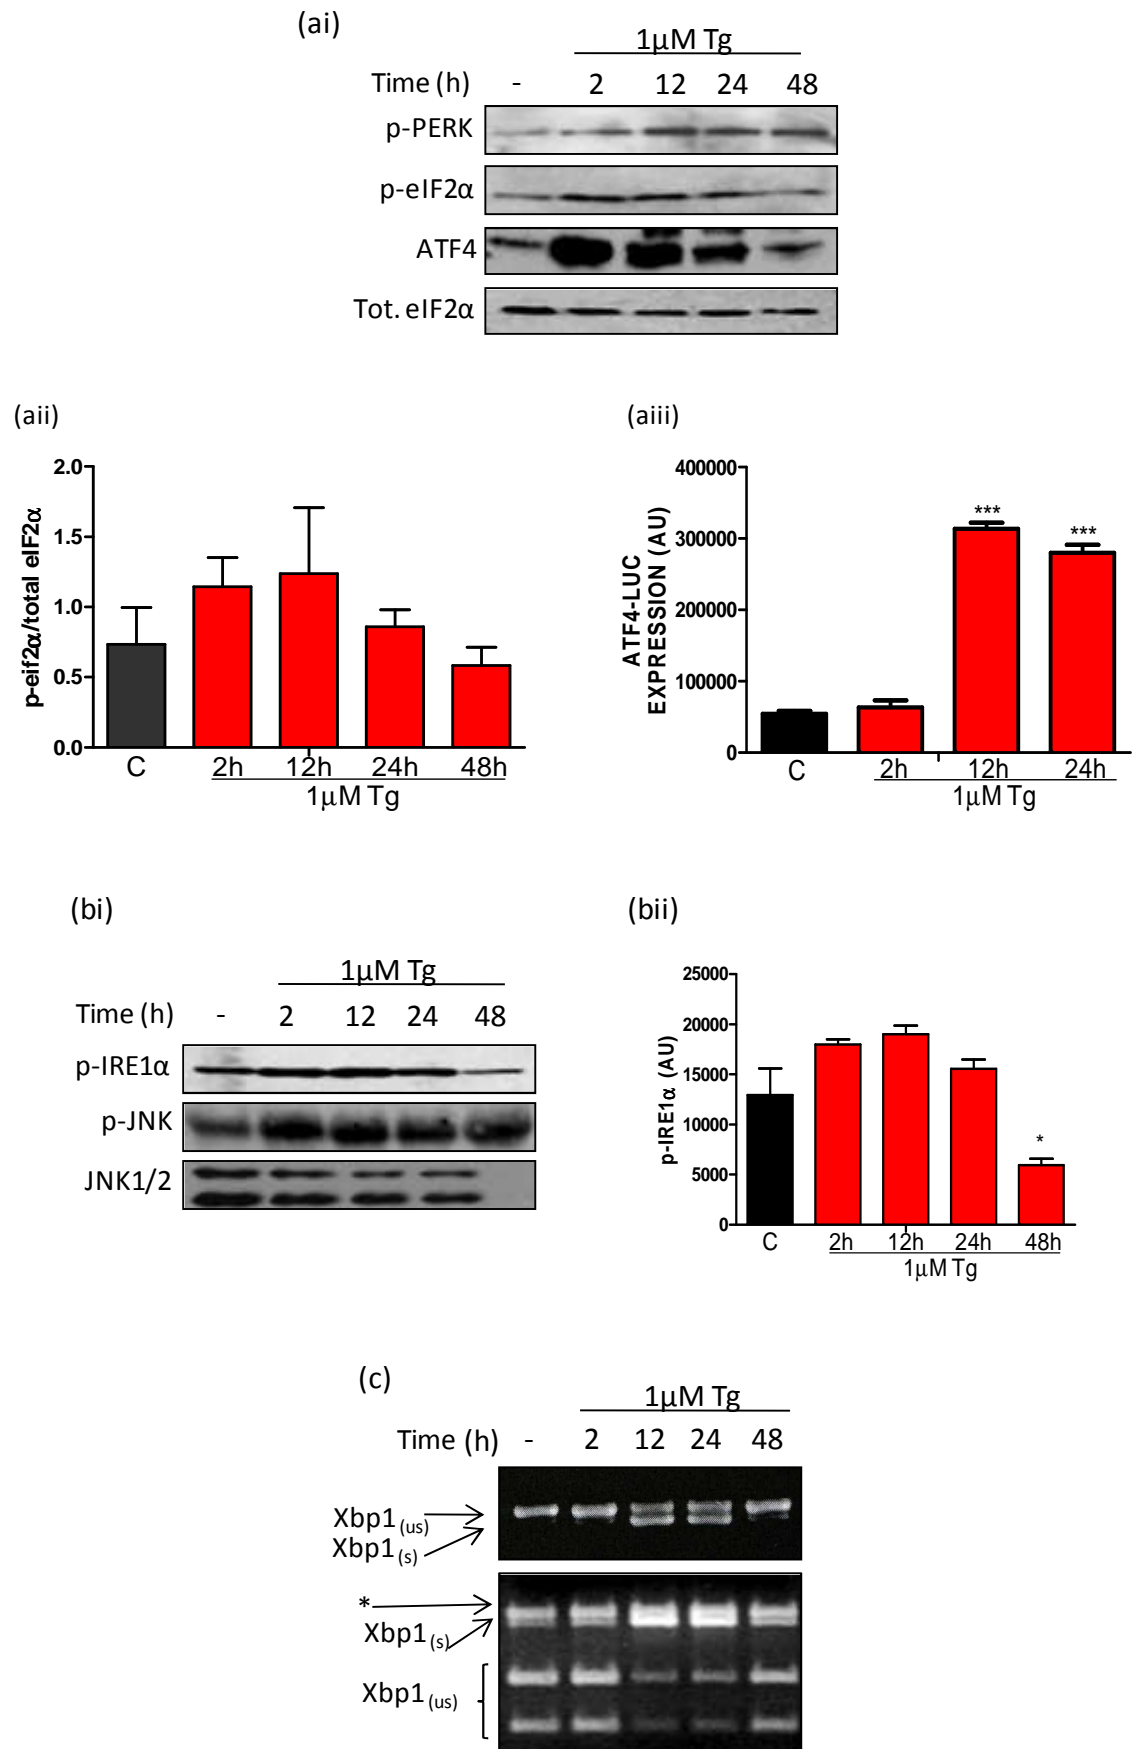 (ai)
1µM Tg
Time (h) - 2 12 24 48
p-PERK
p-eIF2α
ATF4
Tot. eIF2α
(aii)
p-eif2α/total eIF2α
2.0
1.5
1.0
0.5
0.0
C 2h 12h 24h 48h
1µM Tg
(aiii)
ATF4-LUC
EXPRESSION (AU)
400000
300000
200000
100000
0
*** ***
C 2h 12h 24h
1µM Tg
(bi)
1µM Tg
Time (h) - 2 12 24 48
p-IRE1α
p-JNK
JNK1/2
(bii)
p-IRE1α (AU)
25000
20000
15000
10000
5000
0
*
C 2h 12h 24h 48h
1µM Tg
(c)
1µM Tg
Time (h) - 2 12 24 48
Xbp1(us)
Xbp1(s)
*
Xbp1(s)
Xbp1(us)